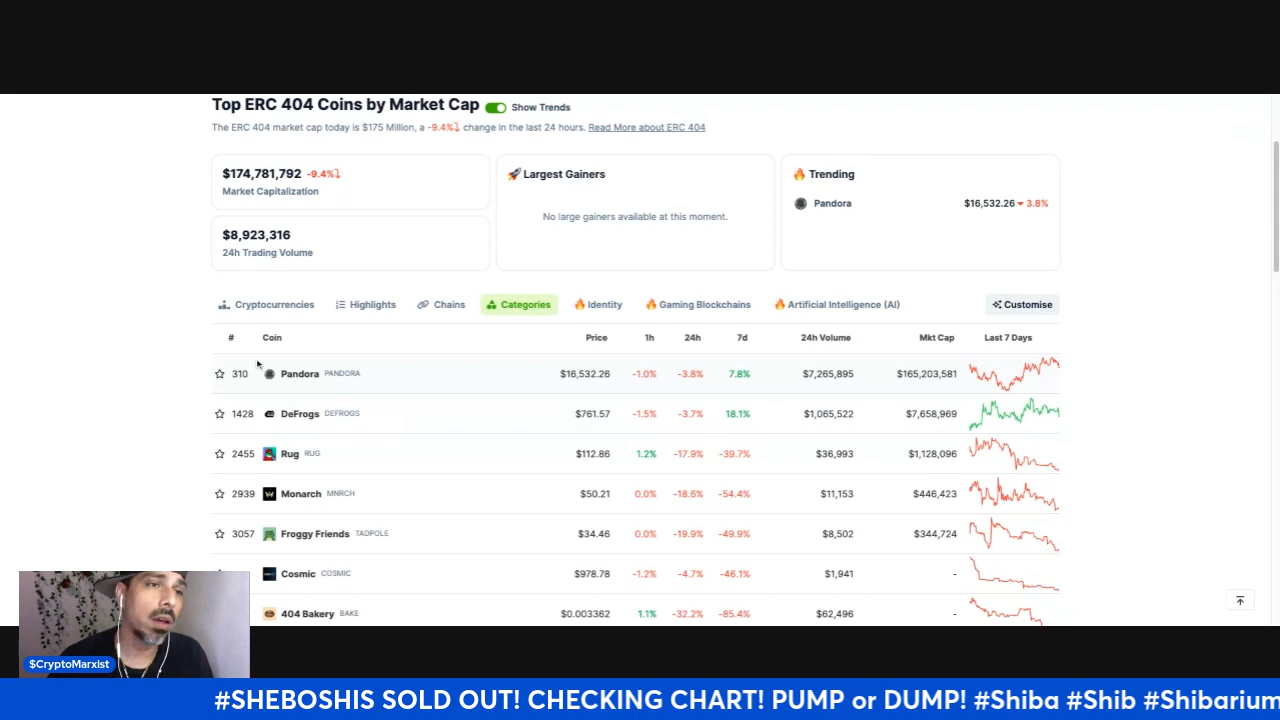 Top ERC 404 Coins by Market Cap Show Trends
The ERC 404 market cap today is $175 Million, a -9.4% change in the last 24 hours. Read More about ERC 404
$174,781,792 -9.4%
Market Capitalization
$8,923,316
24h Trading Volume
Largest Gainers
No large gainers available at this moment.
Trending
Pandora $16,532.26 3.8%
Cryptocurrencies Highlights Chains Categories Identity Gaming Blockchains Artificial Intelligence (AI) Customise
# Coin Price 1h 24h 7d 24h Volume Mkt Cap Last 7 Days
310 Pandora PANDORA $16,532.26 -1.0% -3.8% 7.8% $7,265,895 $165,203,581
1428 DeFrogs DEFROGS $761.57 -1.5% -3.7% 18.1% $1,065,522 $7,658,969
2455 Rug RUG $112.86 1.2% -17.9% -39.7% $36,993 $1,128,096
2939 Monarch MNRCH $50.21 0.0% -18.6% -54.4% $11,153 $446,423
3057 Froggy Friends TADPOLE $34.46 0.0% -19.9% -49.9% $8,502 $344,724
Cosmic COSMIC $978.78 -1.2% -4.7% -46.1% $1,941 -
404 Bakery BAKE $0.003362 1.1% -32.2% -85.4% $62,496 -
$CryptoMarxist
#SHEBOSHIS SOLD OUT! CHECKING CHART! PUMP or DUMP! #Shiba #Shib #Shibarium